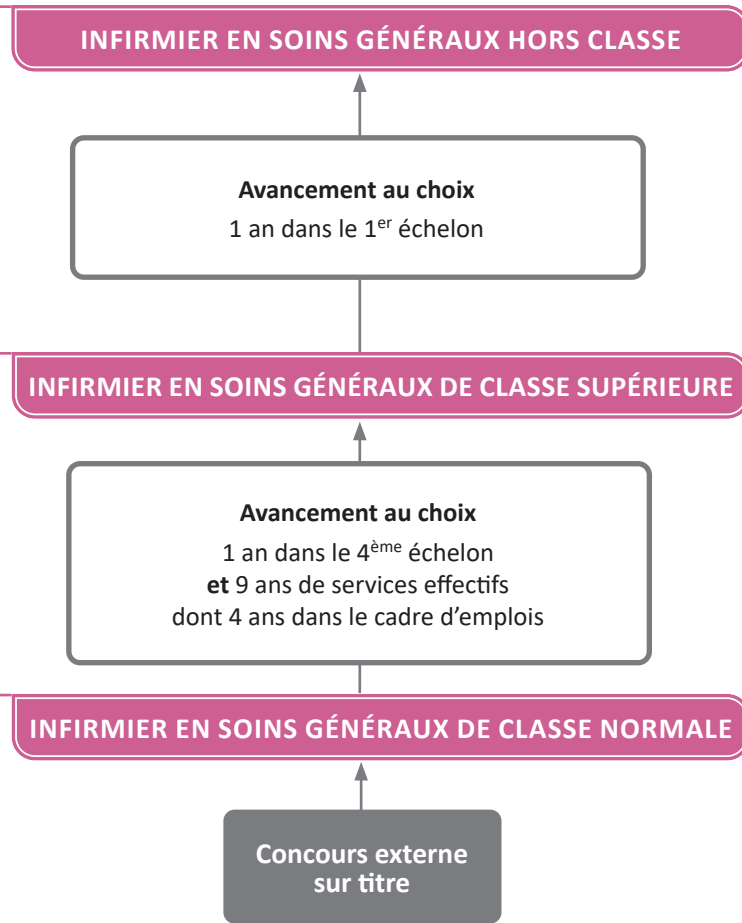 INFIRMIER EN SOINS GÉNÉRAUX HORS CLASSE
Avancement au choix
1 an dans le 1er échelon
INFIRMIER EN SOINS GÉNÉRAUX DE CLASSE SUPÉRIEURE
Avancement au choix
1 an dans le 4ème échelon
et 9 ans de services effectifs
dont 4 ans dans le cadre d’emplois
INFIRMIER EN SOINS GÉNÉRAUX DE CLASSE NORMALE
Concours externe
sur titre